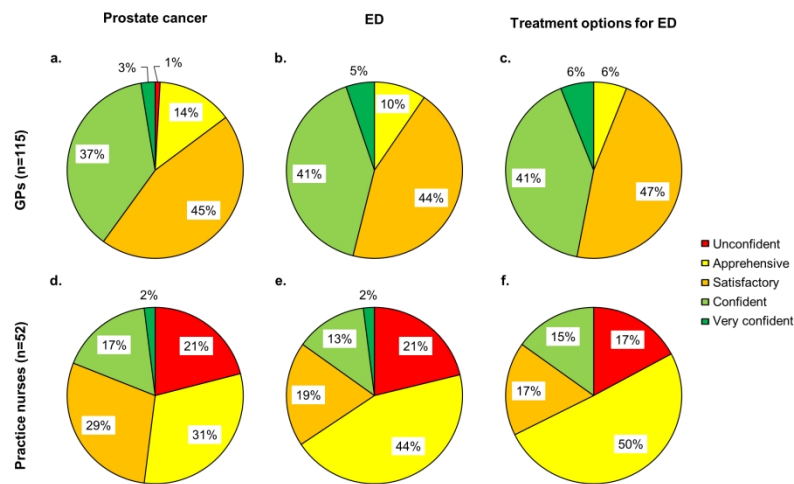 Prostate cancer
ED
Treatment options for ED
GPs (n=115)
a.
3%
1%
14%
37%
45%
b.
5%
10%
41%
44%
c.
6%
6%
41%
47%
Unconfident
Apprehensive
Satisfactory
Confident
Very confident
Practice nurses (n=52)
d.
2%
17%
21%
29%
31%
e.
2%
13%
21%
19%
44%
f.
15%
17%
17%
50%